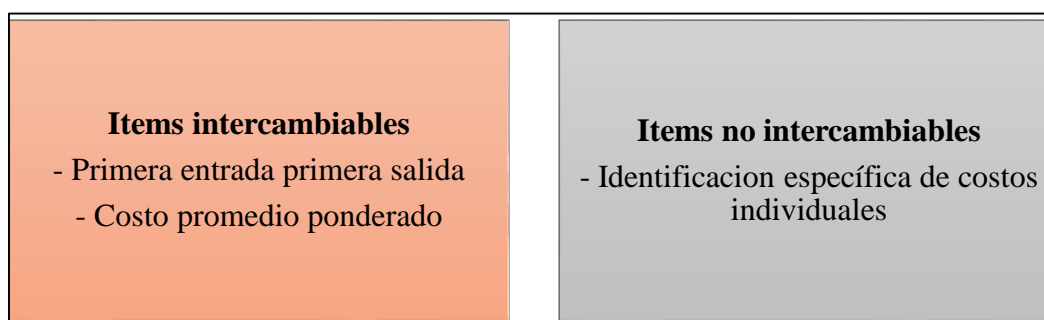 Items intercambiables
- Primera entrada primera salida
- Costo promedio ponderado
Items no intercambiables
- Identificacion específica de costos
individuales